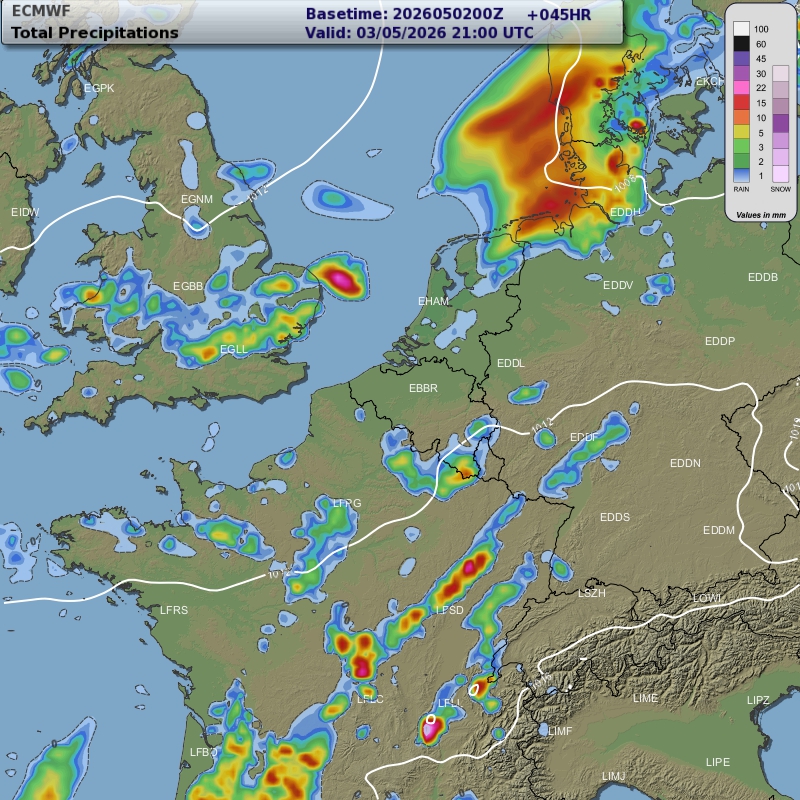 ECMWF
Basetime: 2026050200Z +045HR
Total Precipitations
Valid: 03/05/2026 21:00 UTC
100
60
45
30
22
15
10
5
3
2
1
RAIN SNOW
Values in mm
EGPK
EKCH
EIDW
EGNM
1012
1008
EDDH
EGBB
EDDV
EDDB
EHAM
EGLL
EDDP
EDDL
EBBR
1012
EDDF
EDDN
LFPG
EDDS
EDDM
LFRS
LFSD
LSZH
LOWI
LFLC
LFLL
LIME
LIPZ
LIMF
LFBD
LIPE
LIMJ